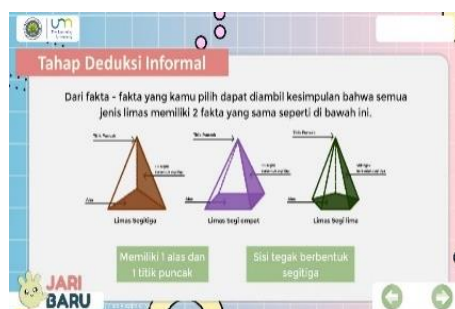 UM
Tahap Deduksi Informal
Dari fakta - fakta yang kamu pilih dapat diambil kesimpulan bahwa semua
jenis limas memiliki 2 fakta yang sama seperti di bawah ini.
Titik Puncak
Titik Puncak
Titik Puncak
Alas
Alas
Alas
Limas Segitiga
Limas Segi empat
Limas Segi lima
Memiliki 1 alas dan
1 titik puncak
Sisi tegak berbentuk
segitiga
JARI
BARU